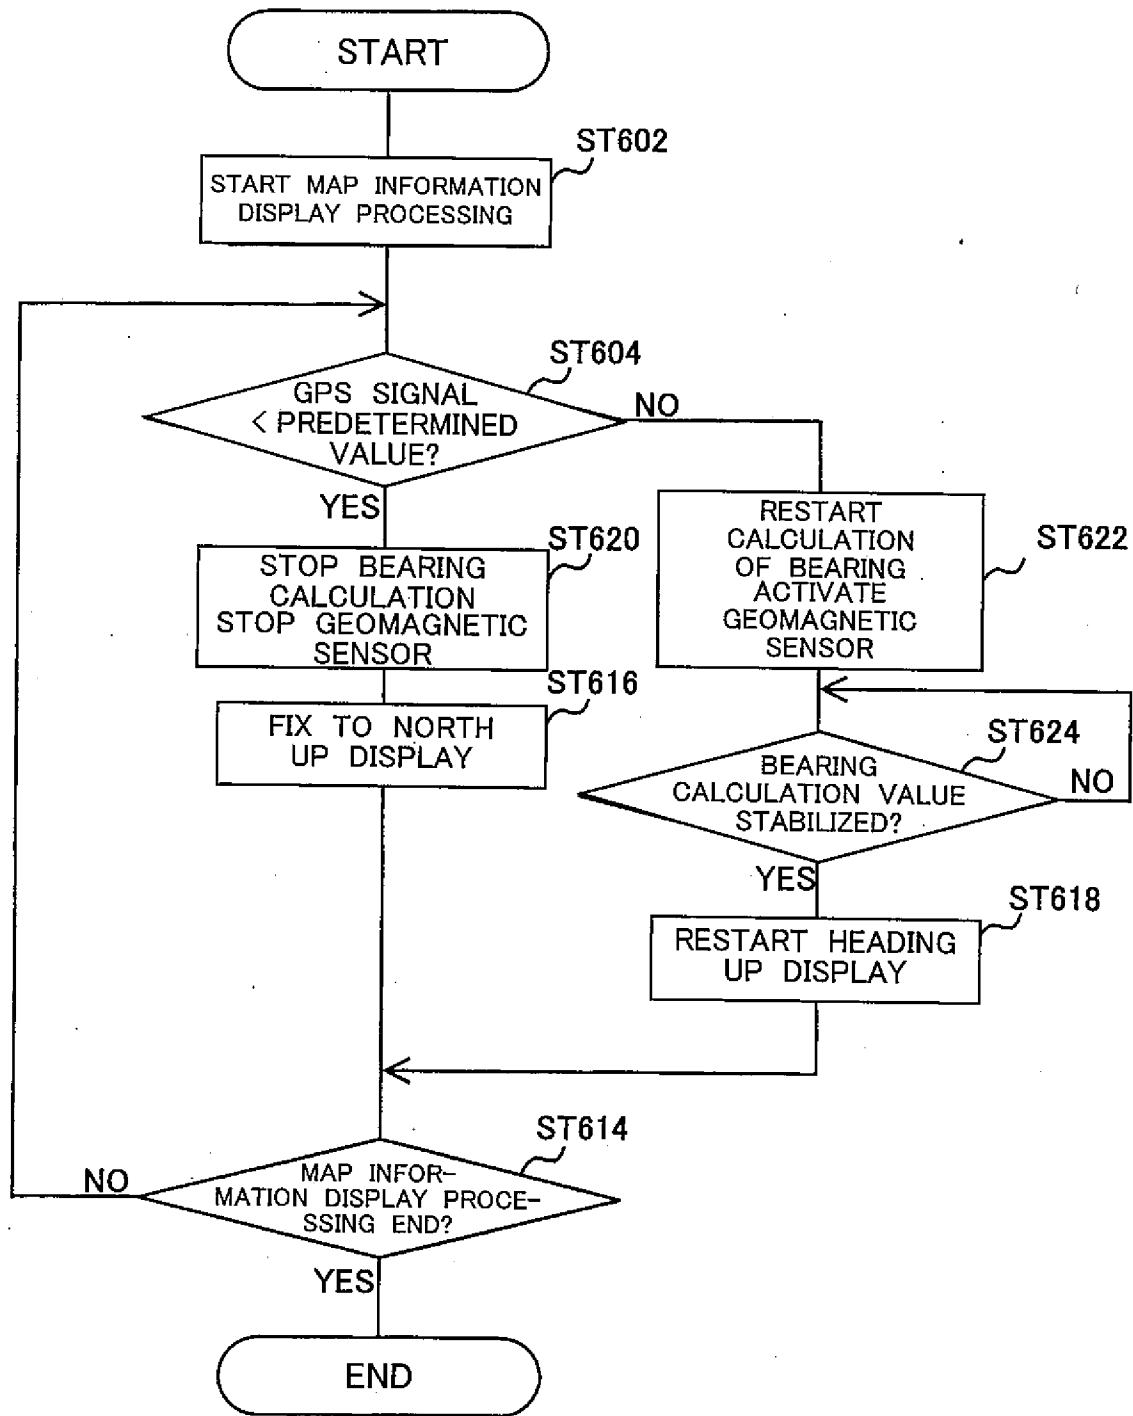 START
ST602
START MAP INFORMATION
DISPLAY PROCESSING
ST604
GPS SIGNAL
< PREDETERMINED
VALUE?
NO
YES
ST620
STOP BEARING
CALCULATION
STOP GEOMAGNETIC
SENSOR
RESTART
CALCULATION
OF BEARING
ACTIVATE
GEOMAGNETIC
SENSOR
ST622
ST616
FIX TO NORTH
UP DISPLAY
ST624
BEARING
CALCULATION VALUE
STABILIZED?
NO
YES
ST618
RESTART HEADING
UP DISPLAY
ST614
MAP INFOR-
MATION DISPLAY PROCE-
SSING END?
NO
YES
END